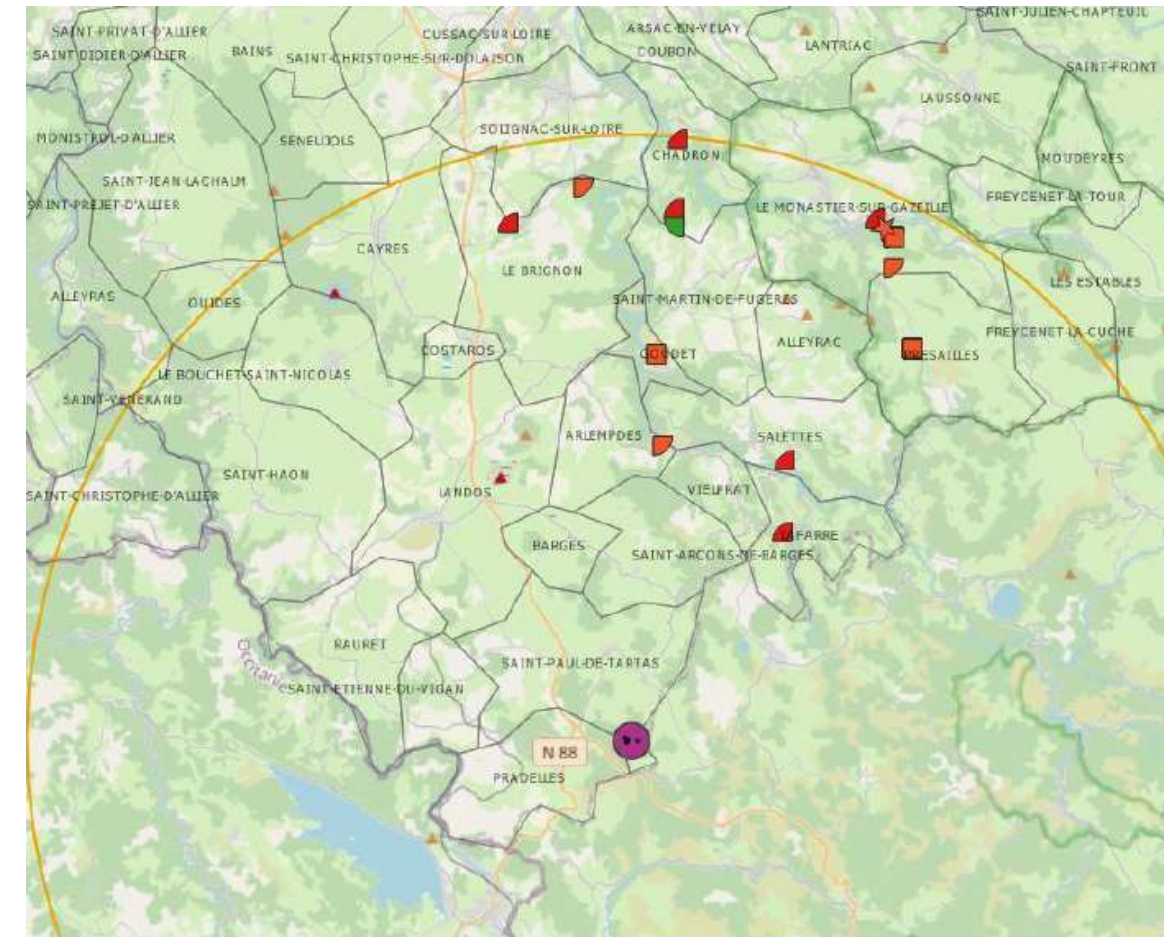 SAINT-JULIEN-CHAPTEUIL
SAINT-PRIVAT-D'ALLIER
CUSSAC-SUR-LOIRE
ARSAC-EN-VELAY
SAINT-DIDIER-D'ALLIER
BAINS
SAINT-CHRISTOPHE-SUR-DOLAISON
COUBON
LANTRIAC
SAINT-FRONT
LAUSSONNE
MONISTROL-D'ALLIER
SENEUJOLS
SOLIGNAC-SUR-LOIRE
CHADRON
MOUDEYRES
SAINT-JEAN-LACHALM
SAINT-PREJET-D'ALLIER
LE MONASTIER-SUR-GAZEILLE
FREYCENET-LA-TOUR
CAYRES
LE BRIGNON
ALLEYRAS
OUIDES
SAINT-MARTIN-DE-FUGERES
LES ESTABLES
COSTAROS
GOUDET
ALLEYRAC
PRESAILLES
FREYCENET-LA-CUCHE
LE BOUCHET-SAINT-NICOLAS
SAINT-VENERAND
ARLEMPDES
SALETTES
SAINT-HAON
SAINT-CHRISTOPHE-D'ALLIER
LANDOS
VIELPRAT
BARGES
SAINT-ARCONS-DE-BARGES
LAFARRE
RAURET
Occitanie
SAINT-PAUL-DE-TARTAS
SAINT-ETIENNE-DU-VIGAN
N 88
PRADELLES